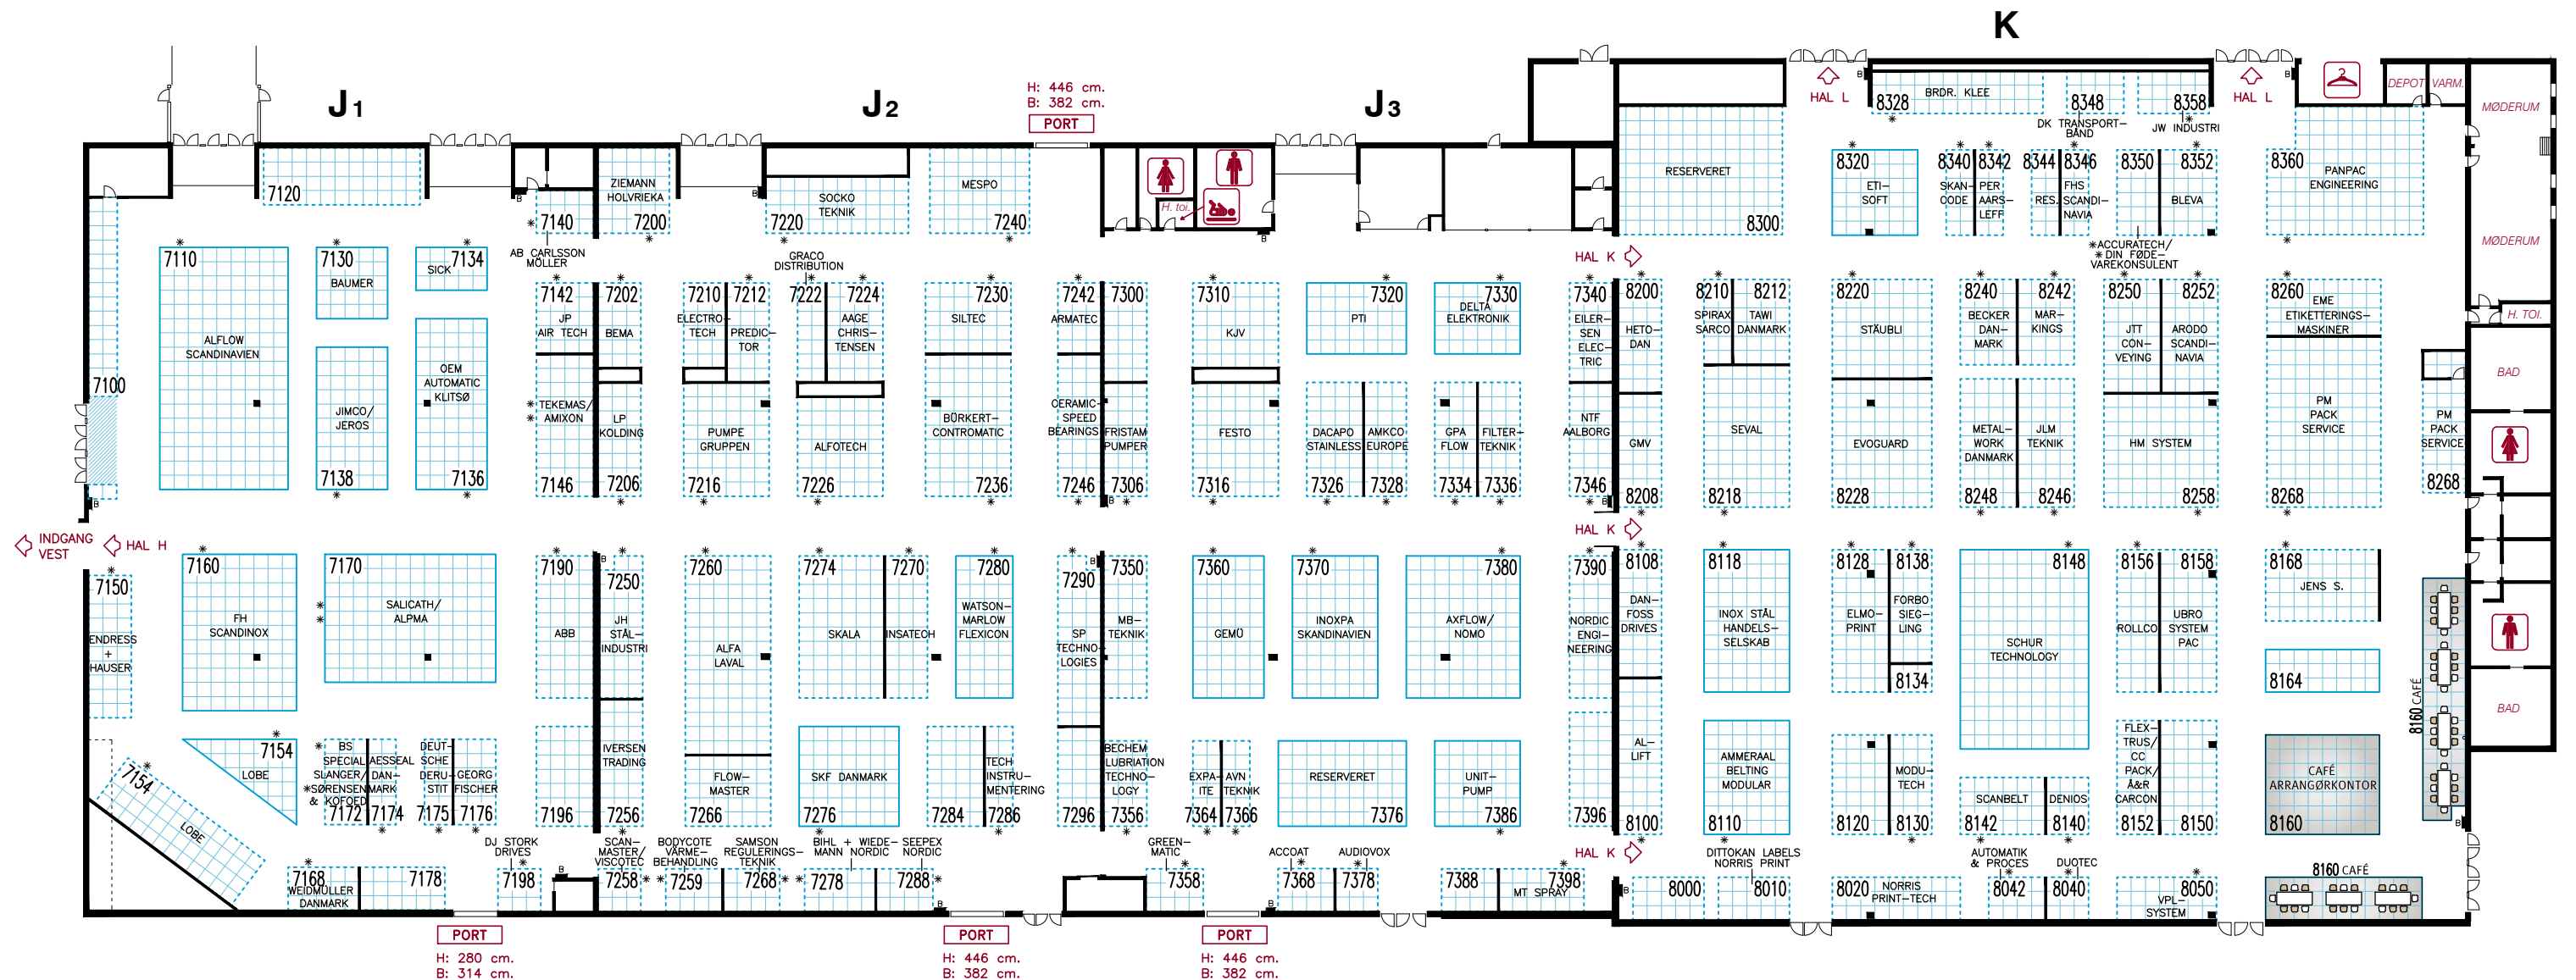 K
J1
J2
J3
H: 446 cm.
B: 382 cm.
PORT
HAL L
HAL L
DEPOT
VARM.
MØDERUM
MØDERUM
H. TOI.
BAD
BAD
7120
7140
AB CARLSSON
MÖLLER
ZIEMANN
HOLVRIEKA
7200
SOCKO
TEKNIK
7220
MESPO
7240
GRACO
DISTRIBUTION
H. toi.
RESERVERET
8300
8328
BRDR. KLEE
8348
DK TRANSPORT-
BÅND
8358
JW INDUSTRI
8320
ETI-
SOFT
8340
SKAN-
CODE
8342
PER
AARS-
LEFF
8344
RES.
8346
FHS
SCANDI-
NAVIA
8350
8352
BLEVA
ACCURATECH/
DIN FØDE-
VAREKONSULENT
8360
PANPAC
ENGINEERING
HAL K
7100
7110
ALFLOW
SCANDINAVIEN
7130
BAUMER
7134
SICK
JIMCO/
JEROS
7138
OEM
AUTOMATIC
KLITSØ
7136
7142
JP
AIR TECH
TEKEMAS/
AMIXON
7146
7202
BEMA
LP
KOLDING
7206
7210
ELECTRO-
TECH
7212
PREDIC-
TOR
PUMPE
GRUPPEN
7216
7222
7224
AAGE
CHRIS-
TENSEN
ALFOTECH
7226
7230
SILTEC
BÜRKERT-
CONTROMATIC
7236
7242
ARMATEC
CERAMIC-
SPEED
BEARINGS
7246
7300
FRISTAM
PUMPER
7306
7310
KJV
FESTO
7316
7320
PTI
DACAPO
STAINLESS
7326
AMKCO
EUROPE
7328
7330
DELTA
ELEKTRONIK
GPA
FLOW
7334
FILTER-
TEKNIK
7336
7340
EILER-
SEN
ELEC-
TRIC
NTF
AALBORG
7346
8200
HETO-
DAN
GMV
8208
8210
SPIRAX
SARCO
8212
TAWI
DANMARK
SEVAL
8218
8220
STÄUBLI
EVOGUARD
8228
8240
BECKER
DAN-
MARK
8242
MAR-
KINGS
METAL-
WORK
DANMARK
8248
JLM
TEKNIK
8246
8250
JTT
CON-
VEYING
8252
ARODO
SCANDI-
NAVIA
HM SYSTEM
8258
8260
EME
ETIKETTERINGS-
MASKINER
PM
PACK
SERVICE
8268
PM
PACK
SERVICE
8268
INDGANG
VEST
HAL H
HAL K
7150
ENDRESS
+
HAUSER
7160
FH
SCANDINOX
7170
SALICATH/
ALPMA
7154
LOBE
7154
LOBE
BS
SPECIAL
SLANGER/
SØRENSEN
& KOFOED
7172
AESSEAL
DAN-
MARK
7174
DEUT-
SCHE
DERU-
STIT
7175
GEORG
FISCHER
7176
7168
WEIDMÜLLER
DANMARK
7178
7190
ABB
7196
DJ STORK
DRIVES
7198
7250
JH
STÅL-
INDUSTRI
IVERSEN
TRADING
7256
SCAN-
MASTER/
VISCOTEC
7258
7260
ALFA
LAVAL
FLOW-
MASTER
7266
BODYCOTE
VARME-
BEHANDLING
7259
SAMSON
REGULERINGS-
TEKNIK
7268
7274
SKALA
7270
INSATECH
7280
WATSON-
MARLOW
FLEXICON
SKF DANMARK
7276
TECH
INSTRU-
MENTERING
7284
7286
BIHL + WIEDE-
MANN NORDIC
7278
SEEPEX
NORDIC
7288
7290
SP
TECHNO-
LOGIES
7296
7350
MB-
TEKNIK
BECHEM
LUBRIATION
TECHNO-
LOGY
7356
GREEN-
MATIC
7358
7360
GEMÜ
EXPA-
ITE
7364
AVN
TEKNIK
7366
7370
INOXPA
SKANDINAVIEN
RESERVERET
7376
ACCOAT
7368
AUDIOVOX
7378
7380
AXFLOW/
NOMO
UNIT-
PUMP
7386
7388
MT SPRAY
7398
7390
NORDIC
ENGI-
NEERING
7396
HAL K
8108
DAN-
FOSS
DRIVES
AL-
LIFT
8100
8000
8118
INOX STÅL
HANDELS-
SELSKAB
AMMERAAL
BELTING
MODULAR
8110
DITTOKAN LABELS
NORRIS PRINT
8010
8128
ELMO-
PRINT
8138
FORBO
SIEG-
LING
8134
MODU-
TECH
8120
8130
8020
NORRIS
PRINT-TECH
8148
SCHUR
TECHNOLOGY
SCANBELT
8142
DENIOS
8140
AUTOMATIK
& PROCES
8042
DUOTEC
8040
8156
ROLLCO
8158
UBRO
SYSTEM
PAC
FLEX-
TRUS/
CC
PACK/
Å&R
CARCON
8152
8150
8050
VPL-
SYSTEM
8168
JENS S.
8164
CAFÉ
ARRANGØRKONTOR
8160
8160 CAFÉ
8160 CAFÉ
PORT
H: 280 cm.
B: 314 cm.
PORT
H: 446 cm.
B: 382 cm.
PORT
H: 446 cm.
B: 382 cm.